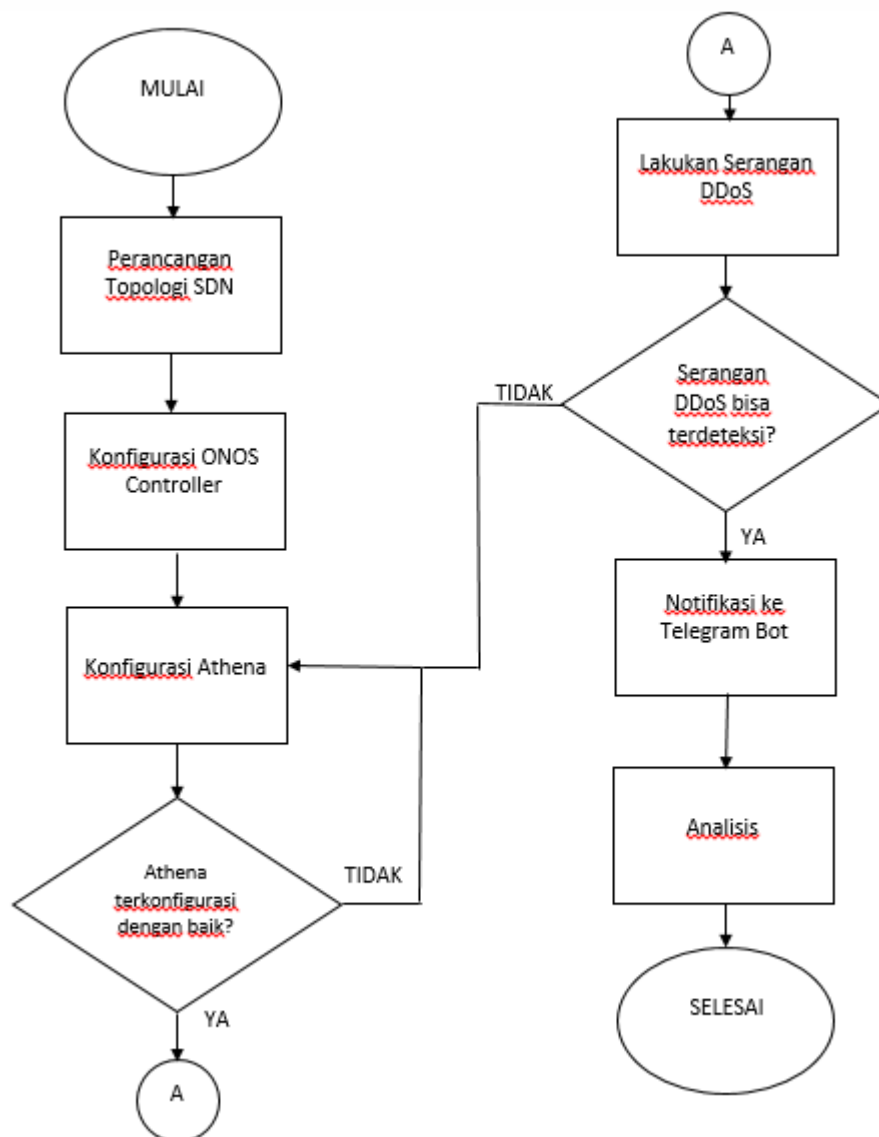 MULAI
Perancangan
Topologi SDN
Konfigurasi ONOS
Controller
Konfigurasi Athena
Athena
terkonfigurasi
dengan baik?
TIDAK
YA
A
A
Lakukan Serangan
DDoS
Serangan
DDoS bisa
terdeteksi?
TIDAK
YA
Notifikasi ke
Telegram Bot
Analisis
SELESAI